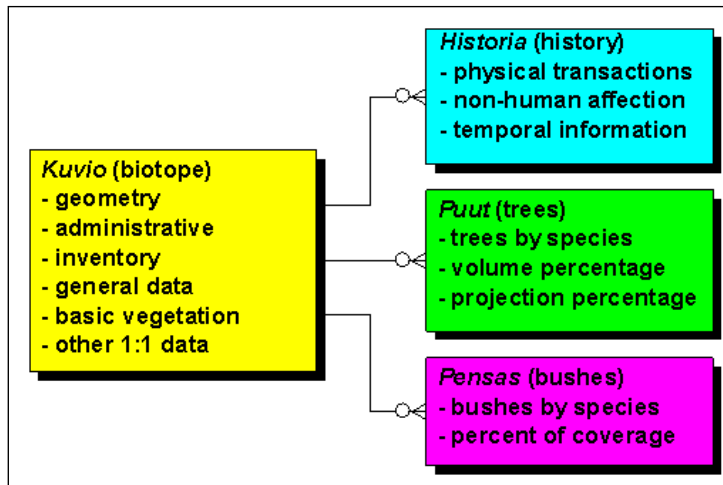 Kuvio (biotope)
- geometry
- administrative
- inventory
- general data
- basic vegetation
- other 1:1 data
Historia (history)
- physical transactions
- non-human affection
- temporal information
Puut (trees)
- trees by species
- volume percentage
- projection percentage
Pensas (bushes)
- bushes by species
- percent of coverage